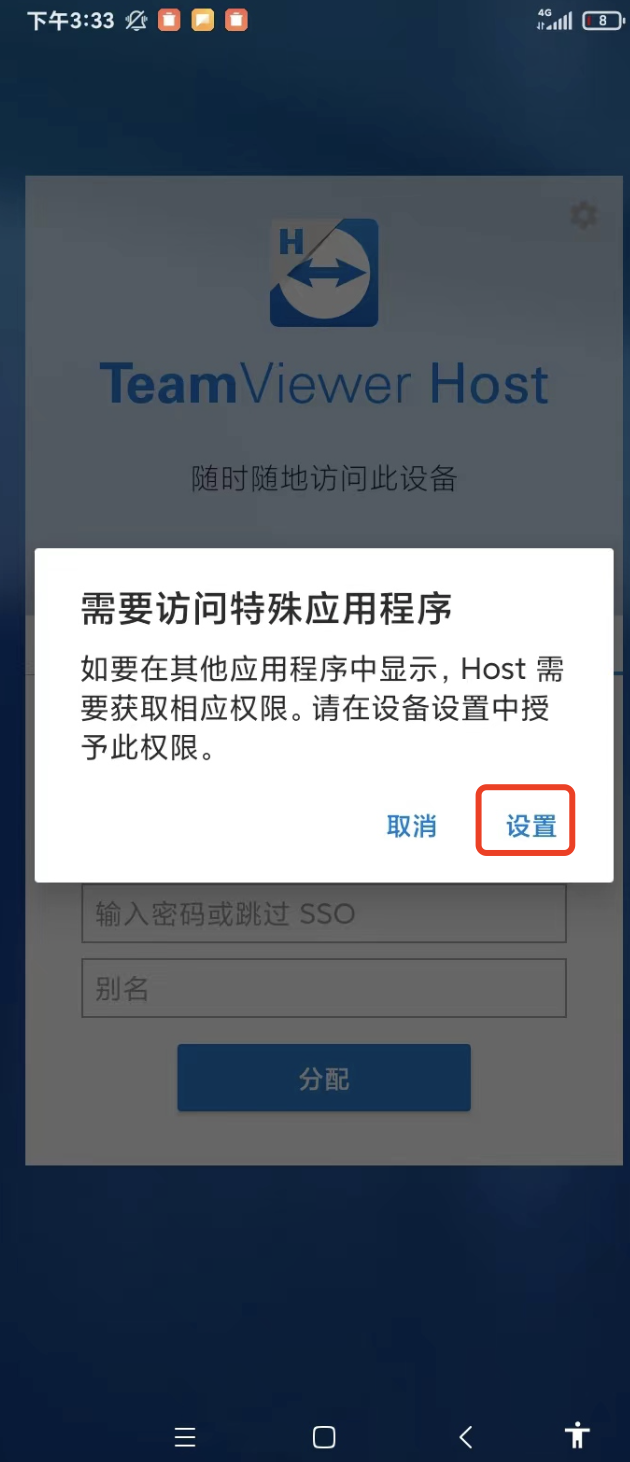 下午3:33
4G
8
H
TeamViewer Host
随时随地访问此设备
需要访问特殊应用程序
如要在其他应用程序中显示, Host 需
要获取相应权限。请在设备设置中授
予此权限。
取消
设置
输入密码或跳过 SSO
别名
分配